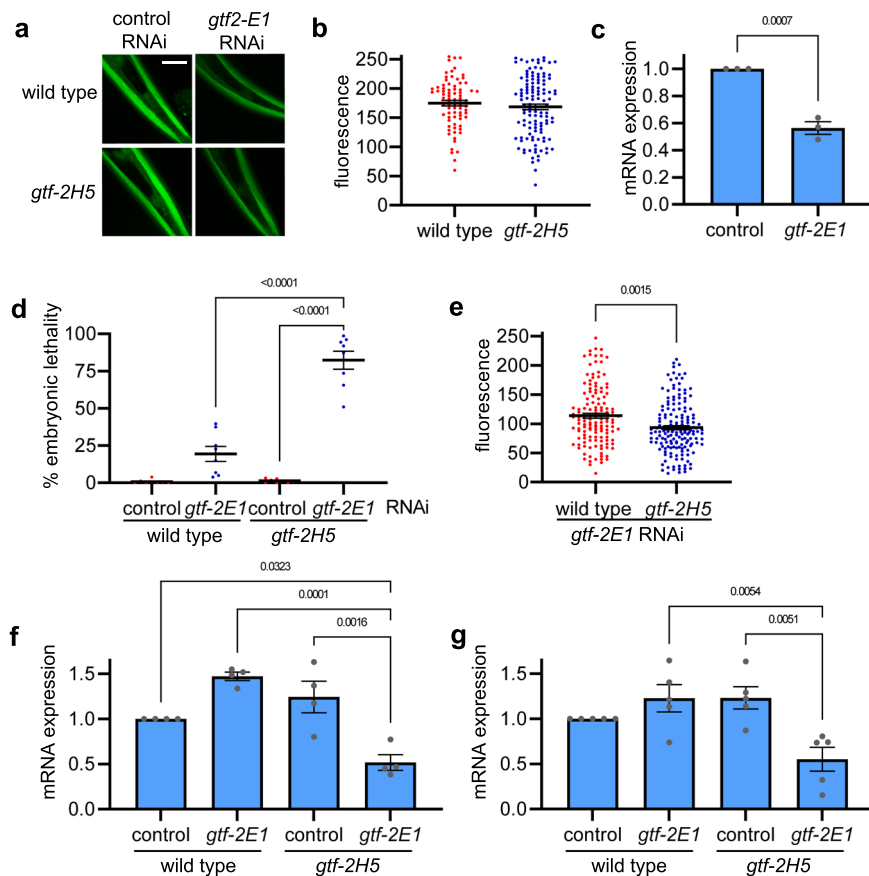 a
control
RNAi
gtf2-E1
RNAi
wild type
gtf-2H5
b
fluorescence
250
200
150
100
50
0
wild type gtf-2H5
c
0.0007
mRNA expression
1.0
0.8
0.6
0.4
0.2
0.0
control gtf-2E1
d
<0.0001
<0.0001
% embryonic lethality
100
75
50
25
0
control gtf-2E1 control gtf-2E1 RNAi
wild type gtf-2H5
e
0.0015
fluorescence
250
200
150
100
50
0
wild type gtf-2H5
gtf-2E1 RNAi
f
0.0323
0.0001
0.0016
mRNA expression
1.5
1.0
0.5
0.0
control gtf-2E1 control gtf-2E1
wild type gtf-2H5
g
0.0054
0.0051
mRNA expression
1.5
1.0
0.5
0.0
control gtf-2E1 control gtf-2E1
wild type gtf-2H5